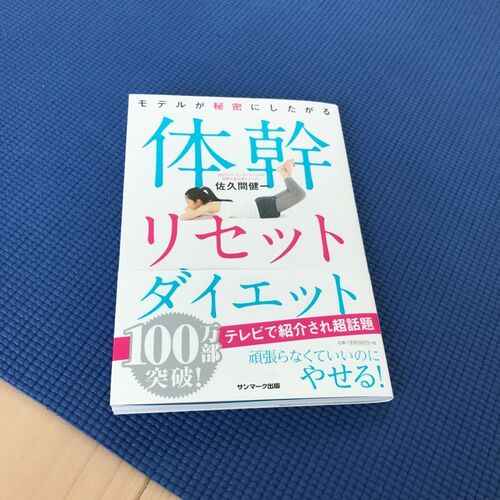 モデルが秘密にしたがる
体幹
佐久間健一
リセット
ダイエット
100万部
突破!
テレビで紹介され超話題
頑張らなくていいのに
やせる!
サンマーク出版